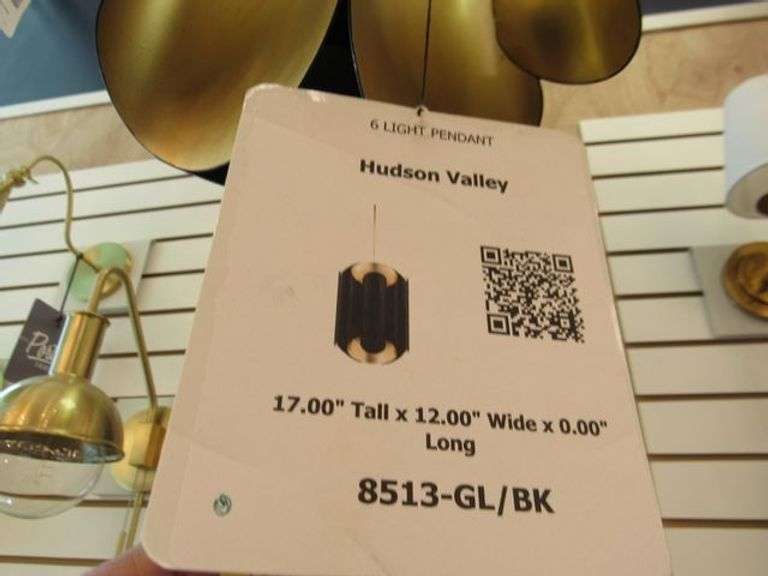 6 LIGHT PENDANT
Hudson Valley
17.00" Tall x 12.00" Wide x 0.00"
Long
8513-GL/BK